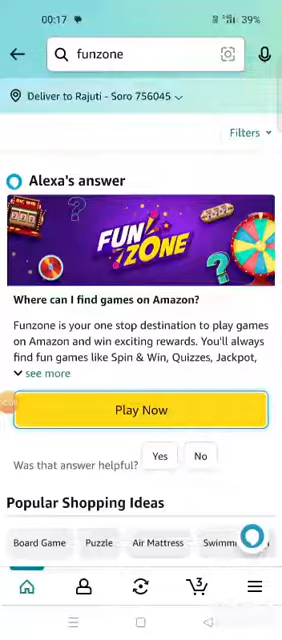 00:17 39%
funzone
Deliver to Rajuti - Soro 756045
Filters
Alexa's answer
FUN
ZONE
Where can I find games on Amazon?
Funzone is your one stop destination to play games
on Amazon and win exciting rewards. You'll always
find fun games like Spin & Win, Quizzes, Jackpot,
see more
Play Now
Was that answer helpful? Yes No
Popular Shopping Ideas
Board Game Puzzle Air Mattress Swimm
3